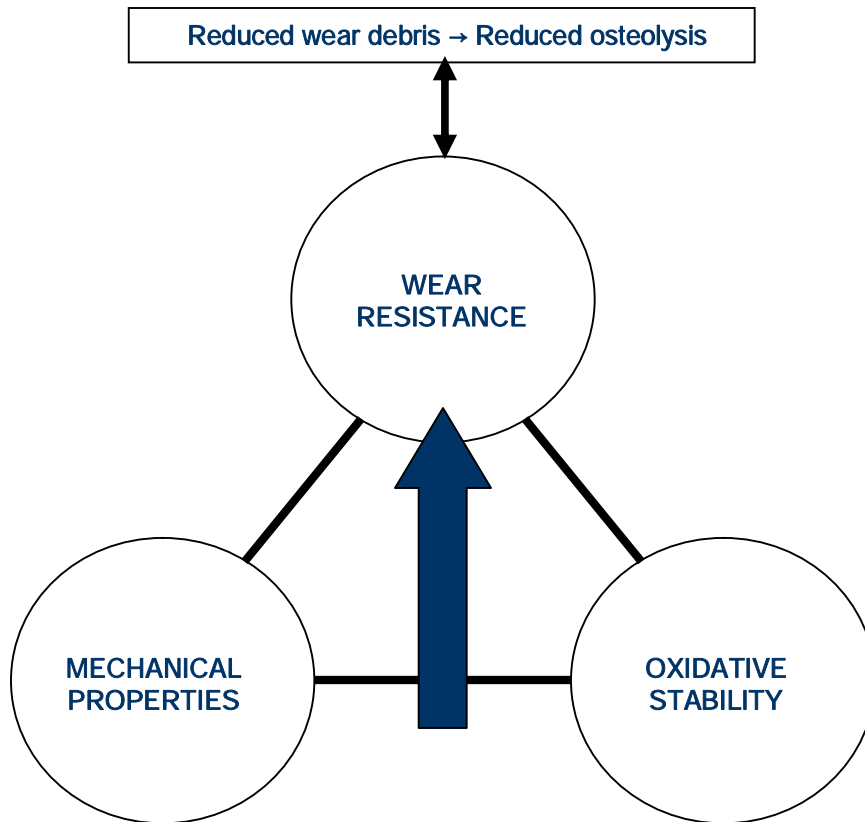 Reduced wear debris → Reduced osteolysis
WEAR
RESISTANCE
MECHANICAL
PROPERTIES
OXIDATIVE
STABILITY